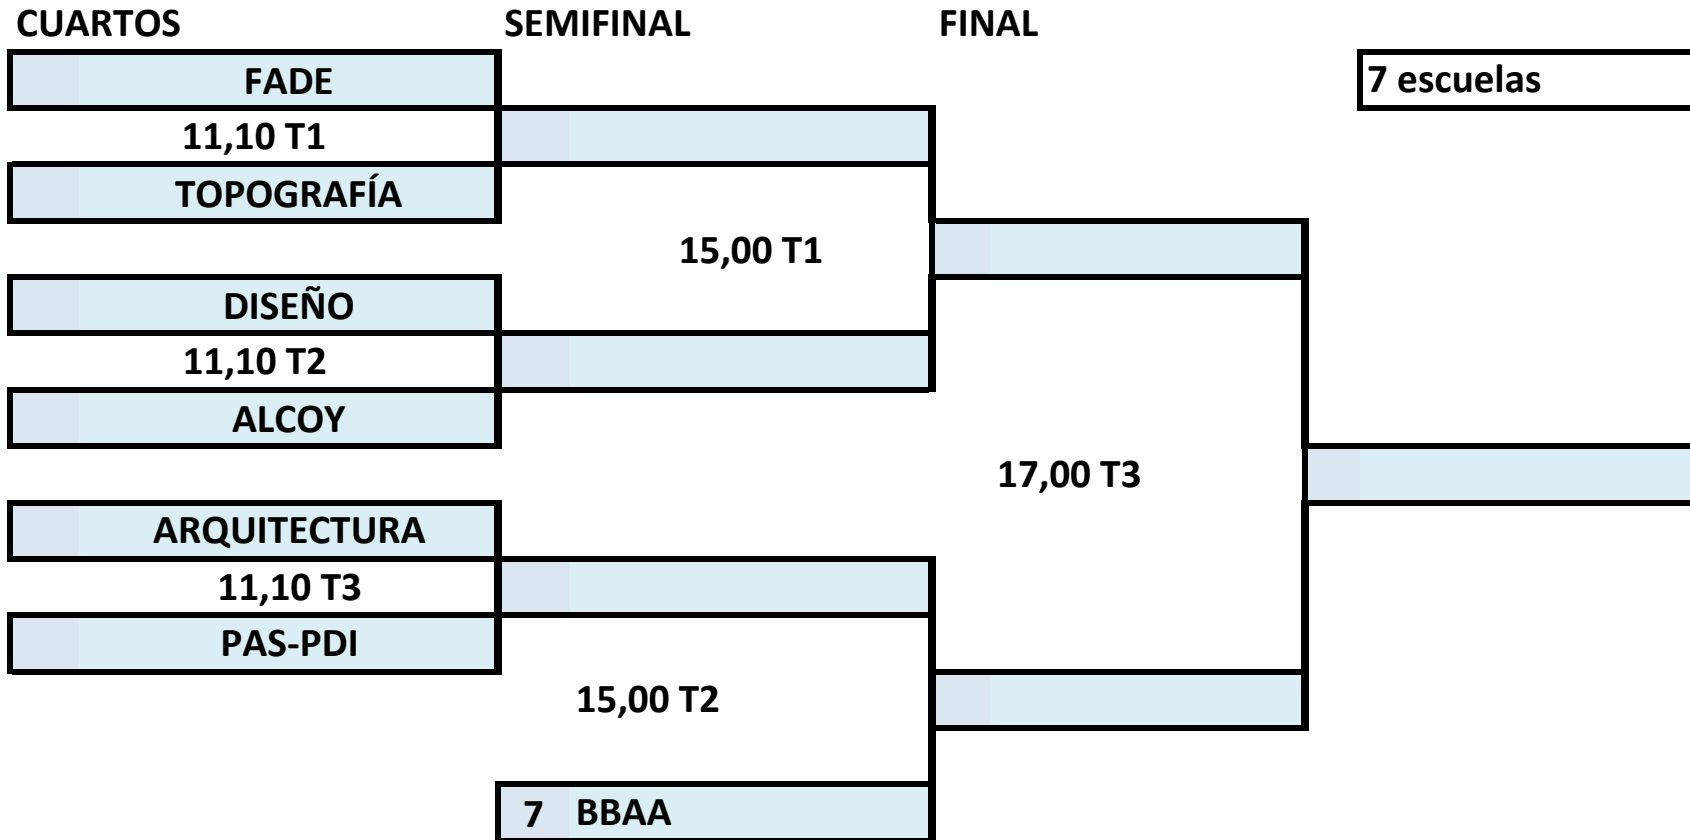 CUARTOS SEMIFINAL FINAL
FADE
7 escuelas
11,10 T1
TOPOGRAFÍA
15,00 T1
DISEÑO
11,10 T2
ALCOY
17,00 T3
ARQUITECTURA
11,10 T3
PAS-PDI
15,00 T2
7 BBAA